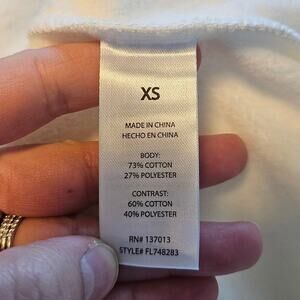 XS
MADE IN CHINA
HECHO EN CHINA
BODY:
73% COTTON
27% POLYESTER
CONTRAST:
60% COTTON
40% POLYESTER
RN# 137013
STYLE# FL748283